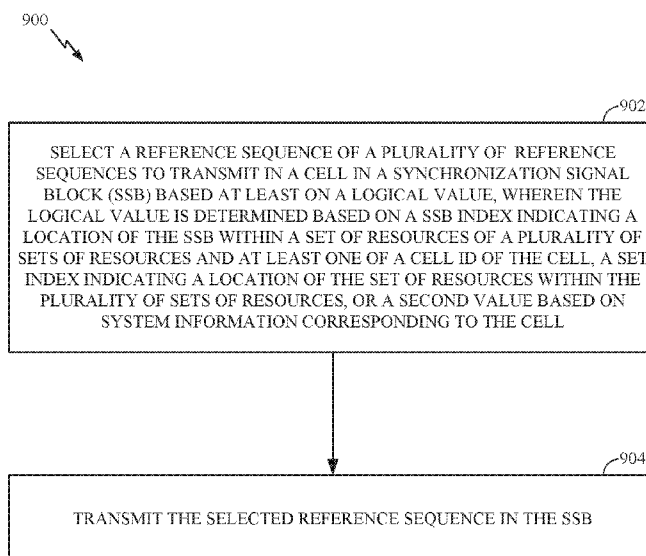 900
902
SELECT A REFERENCE SEQUENCE OF A PLURALITY OF REFERENCE
SEQUENCES TO TRANSMIT IN A CELL IN A SYNCHRONIZATION SIGNAL
BLOCK (SSB) BASED AT LEAST ON A LOGICAL VALUE, WHEREIN THE
LOGICAL VALUE IS DETERMINED BASED ON A SSB INDEX INDICATING A
LOCATION OF THE SSB WITHIN A SET OF RESOURCES OF A PLURALITY OF
SETS OF RESOURCES AND AT LEAST ONE OF A CELL ID OF THE CELL, A SET
INDEX INDICATING A LOCATION OF THE SET OF RESOURCES WITHIN THE
PLURALITY OF SETS OF RESOURCES, OR A SECOND VALUE BASED ON
SYSTEM INFORMATION CORRESPONDING TO THE CELL
904
TRANSMIT THE SELECTED REFERENCE SEQUENCE IN THE SSB